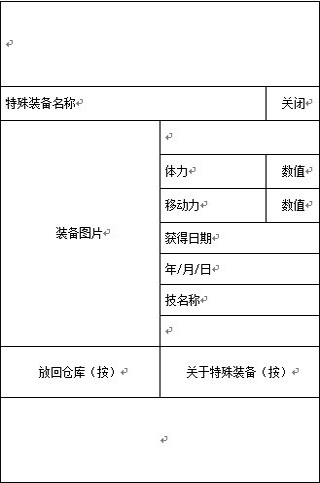 特殊装备名称
关闭
体力
数值
移动力
数值
装备图片
获得日期
年/月/日
技名称
放回仓库（按）
关于特殊装备（按）